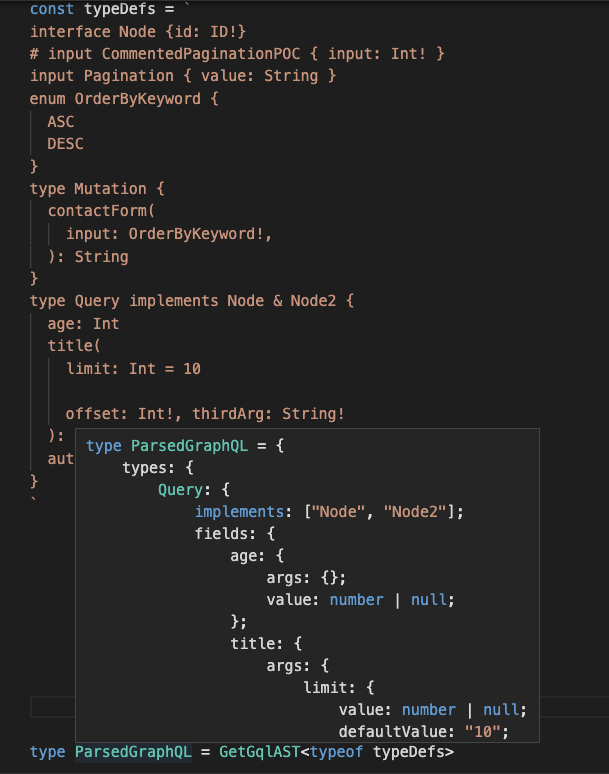 const typeDefs = `
interface Node {id: ID!}
# input CommentedPaginationPOC { input: Int! }
input Pagination { value: String }
enum OrderByKeyword {
ASC
DESC
}
type Mutation {
contactForm(
input: OrderByKeyword!,
): String
}
type Query implements Node & Node2 {
age: Int
title(
limit: Int = 10
offset: Int!, thirdArg: String!
):
aut
}
`
type ParsedGraphQL = {
types: {
Query: {
implements: ["Node", "Node2"];
fields: {
age: {
args: {};
value: number | null;
};
title: {
args: {
limit: {
value: number | null;
defaultValue: "10";
type ParsedGraphQL = GetGqlAST<typeof typeDefs>